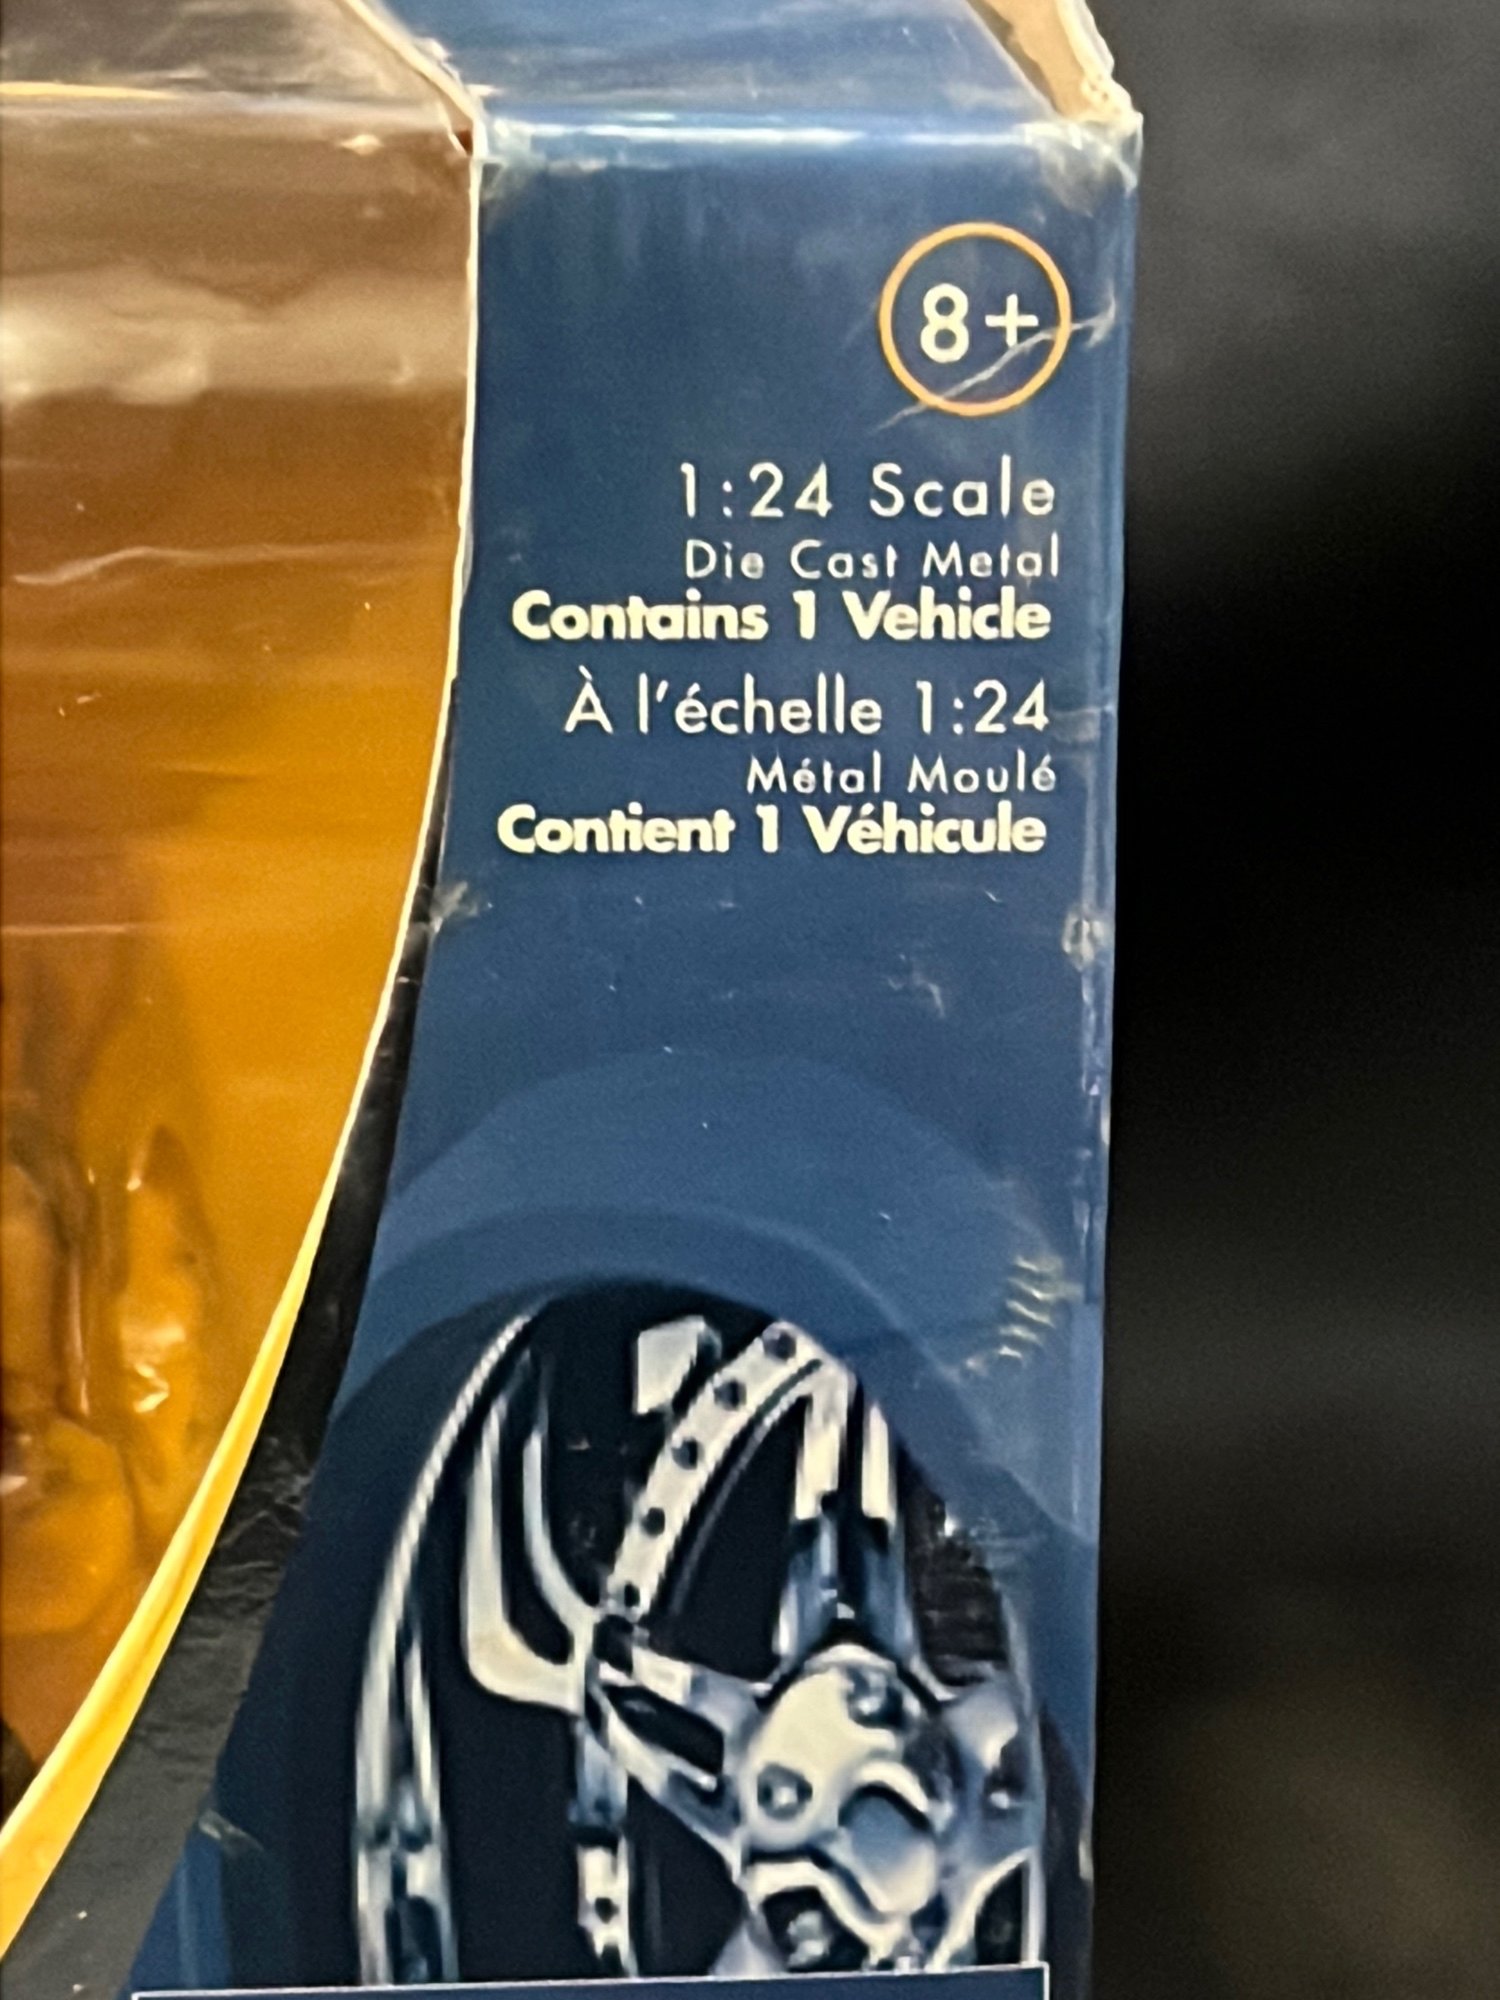 8+
1:24 Scale
Die Cast Metal
Contains 1 Vehicle
À l'échelle 1:24
Métal Moulé
Contient 1 Véhicule